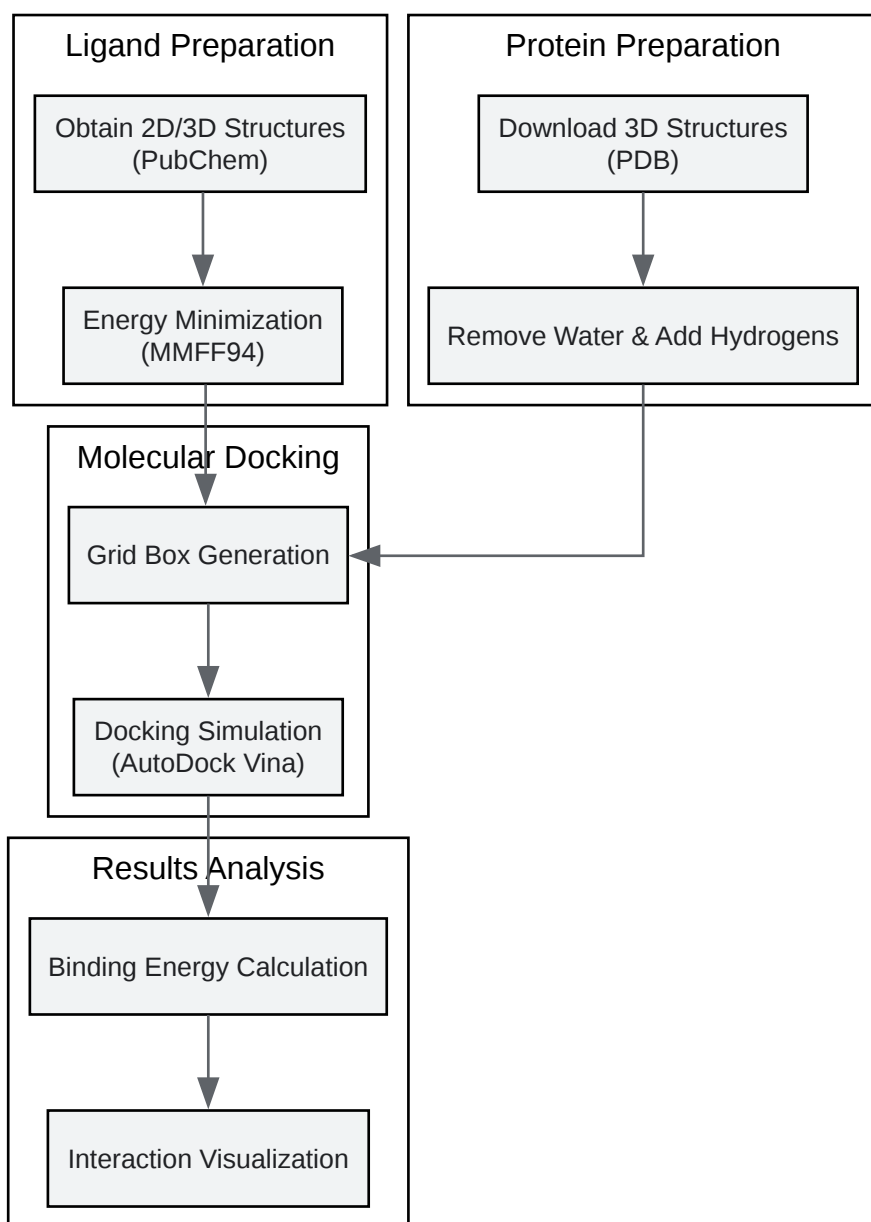 Ligand Preparation
Obtain 2D/3D Structures
(PubChem)
Energy Minimization
(MMFF94)
Protein Preparation
Download 3D Structures
(PDB)
Remove Water & Add Hydrogens
Molecular Docking
Grid Box Generation
Docking Simulation
(AutoDock Vina)
Results Analysis
Binding Energy Calculation
Interaction Visualization